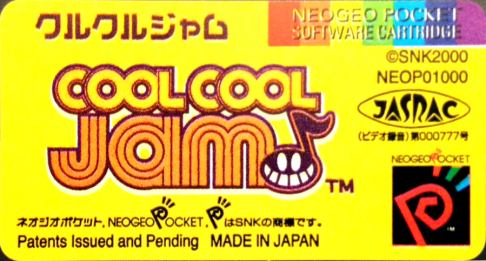 クルクルジャム
NEOGEO POCKET
SOFTWARE CARTRIDGE
©SNK2000
NEOP01000
COOL COOL
Jam
TM
JASRAC
(ビデオ録音)第000777号
NEOGEO POCKET
P
TM
ネオジオポケット, NEOGEO POCKET, PはSNKの商標です。
Patents Issued and Pending MADE IN JAPAN